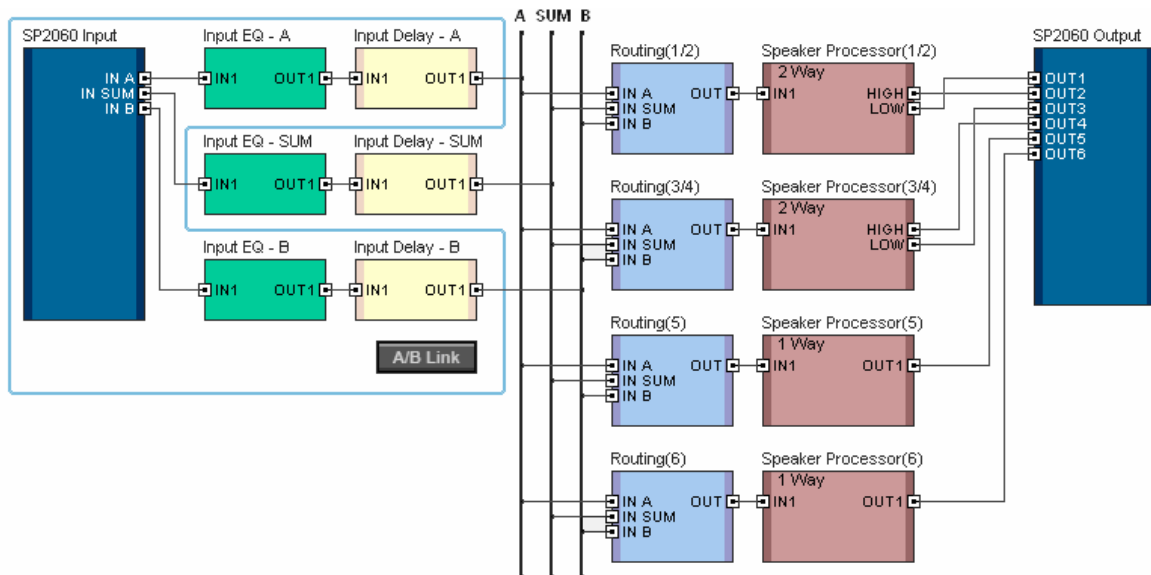 A SUM B
SP2060 Input
IN A
IN SUM
IN B
Input EQ - A
IN1 OUT1
Input Delay - A
IN1 OUT1
Input EQ - SUM
IN1 OUT1
Input Delay - SUM
IN1 OUT1
Input EQ - B
IN1 OUT1
Input Delay - B
IN1 OUT1
A/B Link
Routing(1/2)
IN A OUT
IN SUM
IN B
Speaker Processor(1/2)
2 Way
IN1 HIGH
LOW
Routing(3/4)
IN A OUT
IN SUM
IN B
Speaker Processor(3/4)
2 Way
IN1 HIGH
LOW
Routing(5)
IN A OUT
IN SUM
IN B
Speaker Processor(5)
1 Way
IN1 OUT1
Routing(6)
IN A OUT
IN SUM
IN B
Speaker Processor(6)
1 Way
IN1 OUT1
SP2060 Output
OUT1
OUT2
OUT3
OUT4
OUT5
OUT6